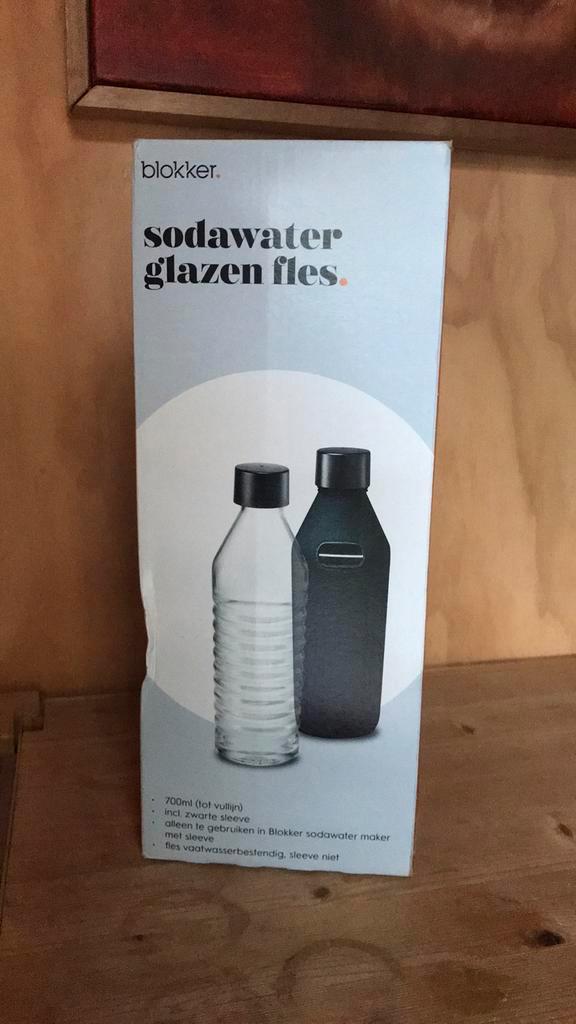 blokker.
sodawater
glazen fles.
· 700ml (tot vullijn)
· incl. zwarte sleeve
· alleen te gebruiken in Blokker sodawater maker
met sleeve
· fles vaatwasserbestendig, sleeve niet